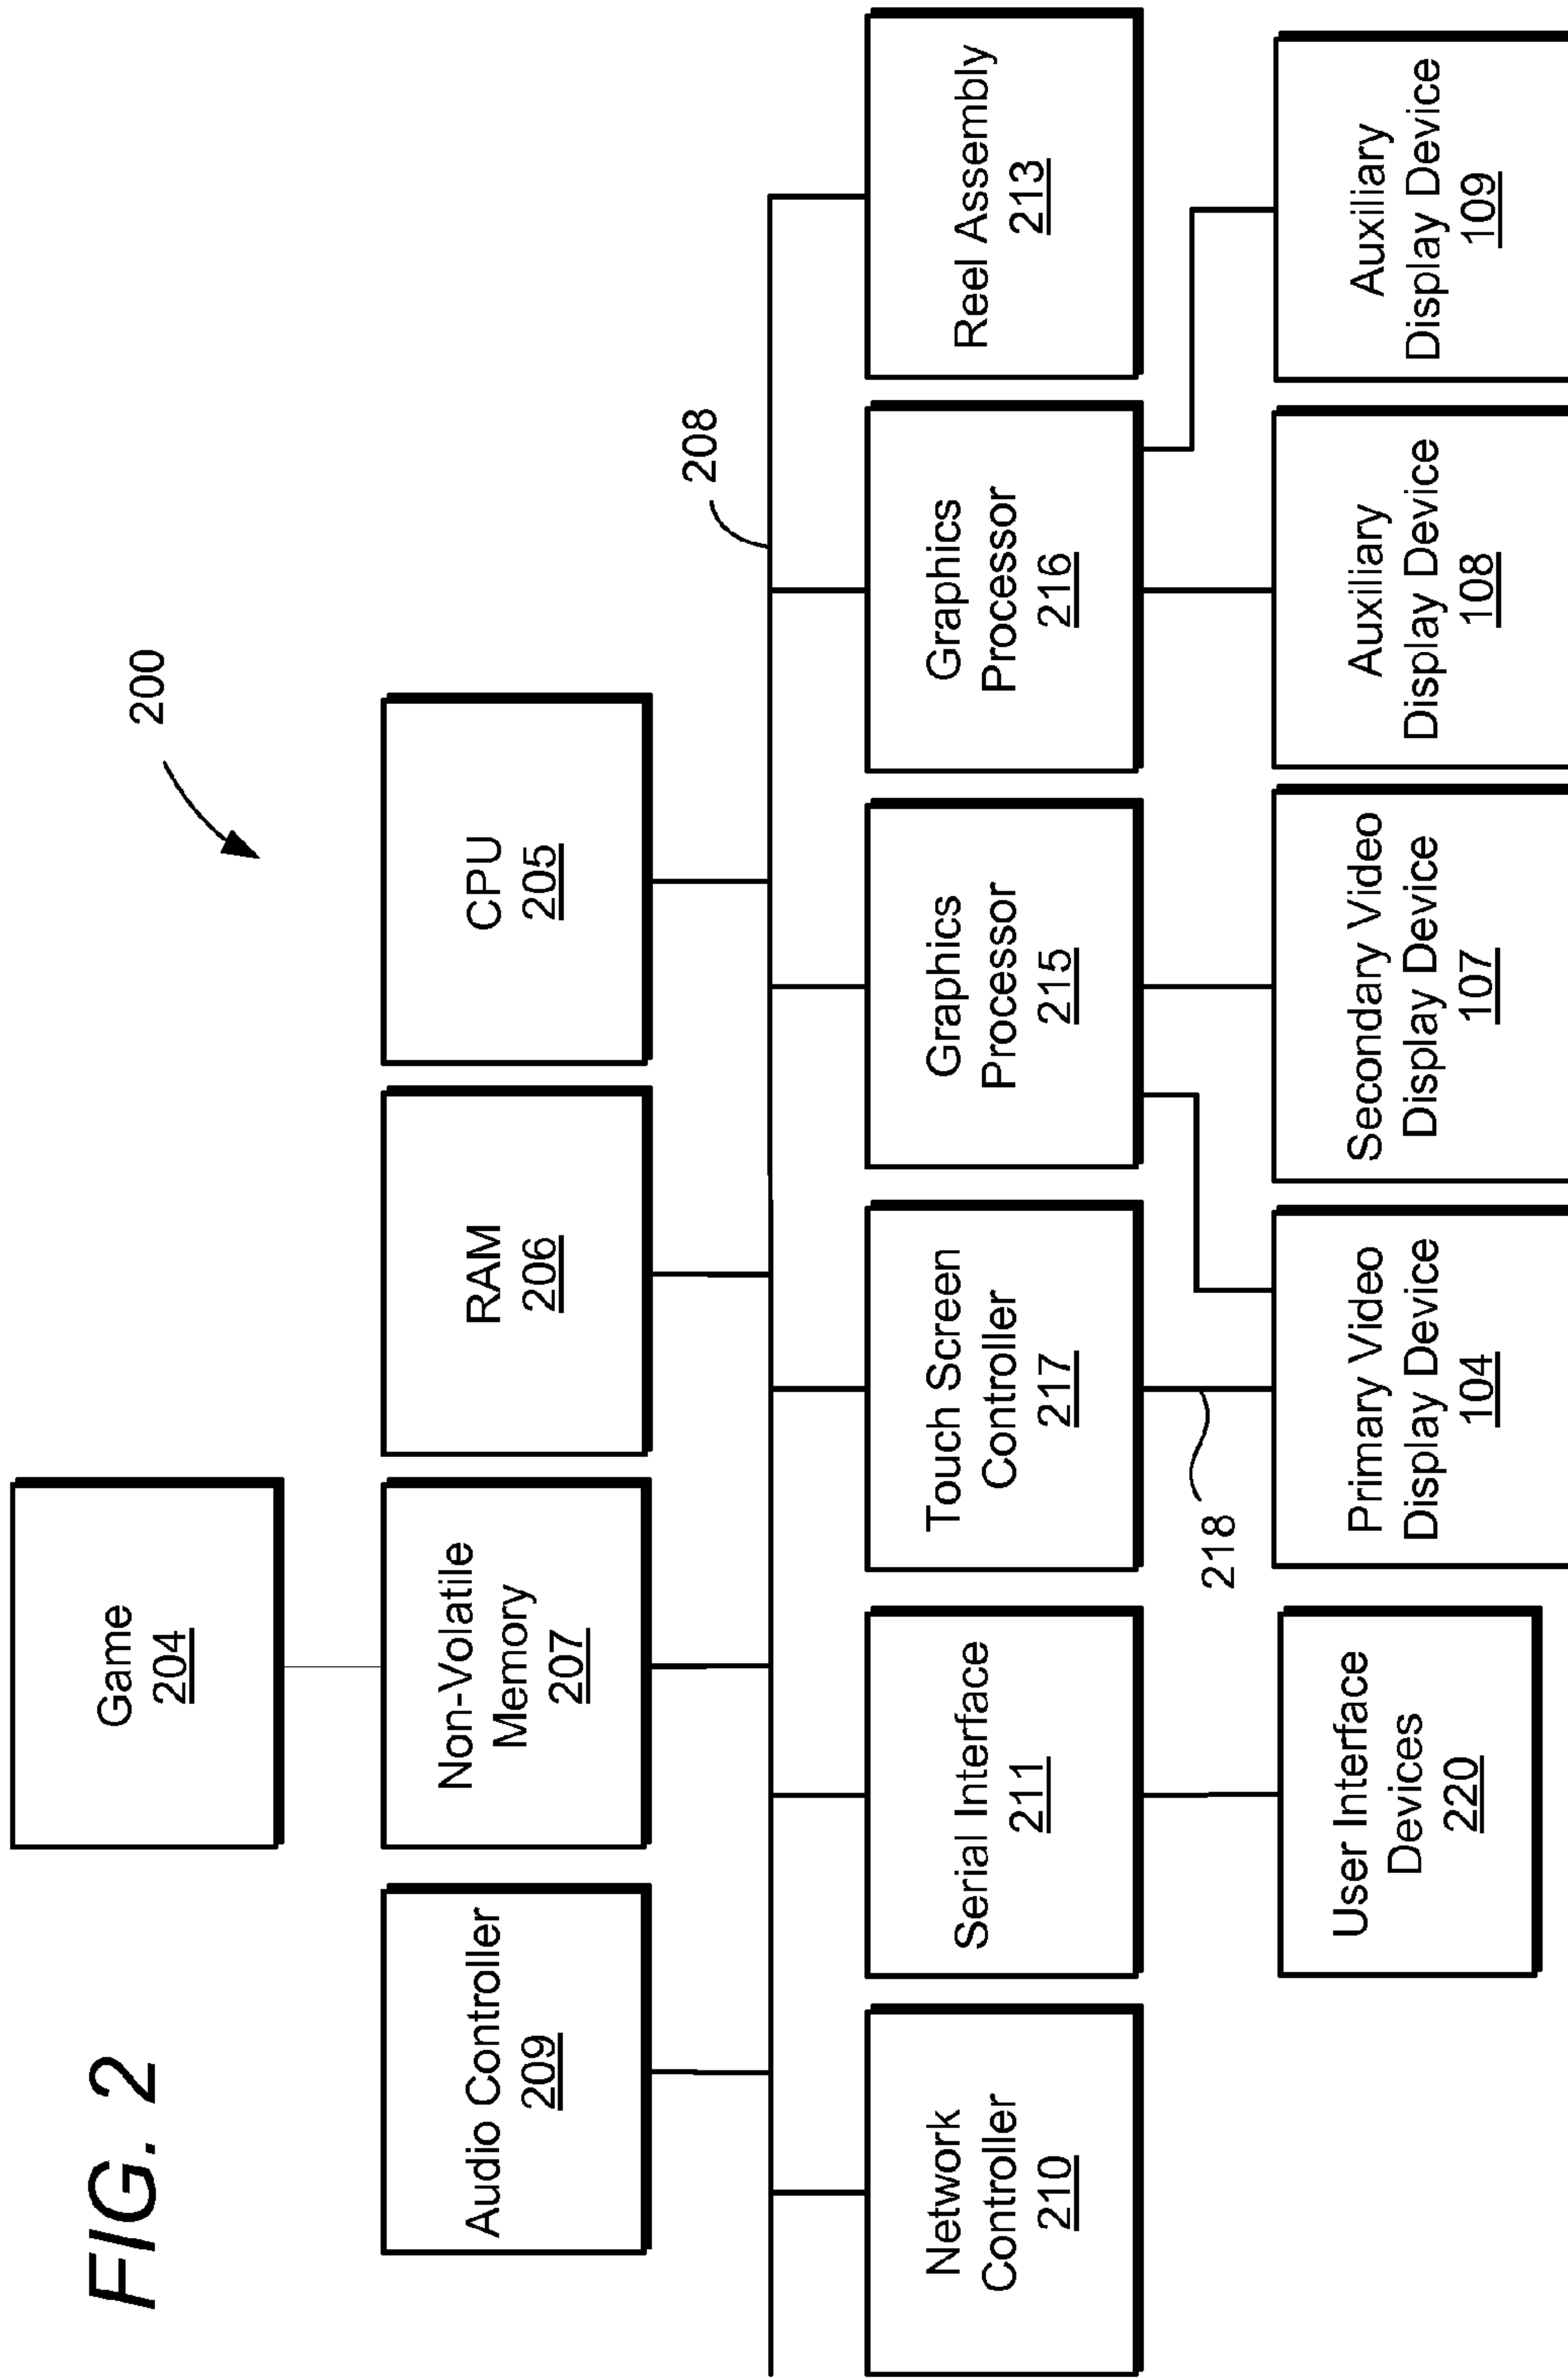 FIG. 2
200
Game
204
Audio Controller
209
Non-Volatile
Memory
207
RAM
206
CPU
205
208
Network
Controller
210
Serial Interface
211
Touch Screen
Controller
217
Graphics
Processor
215
Graphics
Processor
216
Reel Assembly
213
218
User Interface
Devices
220
Primary Video
Display Device
104
Secondary Video
Display Device
107
Auxiliary
Display Device
108
Auxiliary
Display Device
109